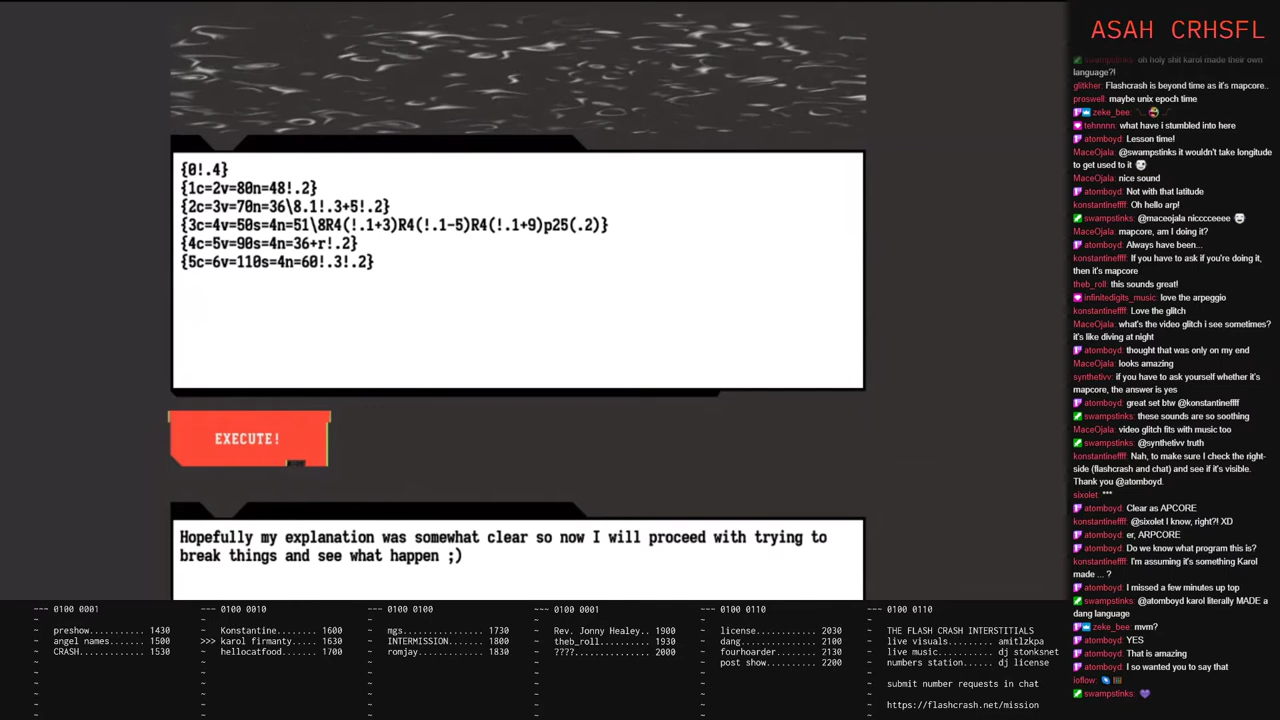 {0!.4}
{1c=2v=80n=48!.2}
{2c=3v=70n=36\8.1!.3+5!.2}
{3c=4v=50s=4n=51\8R4(!.1+3)R4(!.1-5)R4(!.1+9)p25(.2)}
{4c=5v=90s=4n=36+r!.2}
{5c=6v=110s=4n=60!.3!.2}
EXECUTE!
Hopefully my explanation was somewhat clear so now I will proceed with trying to
break things and see what happen ;)
ASAH CRHSFL
swampstinks: oh holy shit karol made their own
language?!
glitkher: Flashcrash is beyond time as it's mapcore..
proswell: maybe unix epoch time
zeke_bee:
tehnnnn: what have i stumbled into here
atomboyd: Lesson time!
MaceOjala: @swampstinks it wouldn't take longitude
to get used to it
MaceOjala: nice sound
atomboyd: Not with that latitude
konstantineffff: Oh hello arp!
swampstinks: @maceojala niccceeeee
MaceOjala: mapcore, am I doing it?
atomboyd: Always have been...
konstantineffff: If you have to ask if you're doing it,
then it's mapcore
theb_roll: this sounds great!
infinitedigits_music: love the arpeggio
konstantineffff: Love the glitch
MaceOjala: what's the video glitch i see sometimes?
it's like diving at night
atomboyd: thought that was only on my end
MaceOjala: looks amazing
synthetivv: if you have to ask yourself whether it's
mapcore, the answer is yes
atomboyd: great set btw @konstantineffff
swampstinks: these sounds are so soothing
MaceOjala: video glitch fits with music too
swampstinks: @synthetivv truth
konstantineffff: Nah, to make sure I check the right-
side (flashcrash and chat) and see if it's visible.
Thank you @atomboyd.
sixolet: ***
atomboyd: Clear as APCORE
konstantineffff: @sixolet I know, right?! XD
atomboyd: er, ARPCORE
atomboyd: Do we know what program this is?
konstantineffff: I'm assuming it's something Karol
made ... ?
atomboyd: I missed a few minutes up top
swampstinks: @atomboyd karol literally MADE a
dang language
zeke_bee: mvm?
atomboyd: YES
atomboyd: That is amazing
atomboyd: I so wanted you to say that
ioflow:
swampstinks:
~~~ 0100 0001
preshow.......... 1430
angel names...... 1500
CRASH............ 1530
~~~ 0100 0010
Konstantine....... 1600
>>> karol firmanty.... 1630
hellocatfood...... 1700
~~~ 0100 0100
mgs............... 1730
INTERMISSION...... 1800
romjay............ 1830
~~~ 0100 0001
Rev. Jonny Healey.. 1900
theb_roll.......... 1930
????............... 2000
~~~ 0100 0110
license........... 2030
dang.............. 2100
fourhoarder....... 2130
post show......... 2200
~~~ 0100 0110
THE FLASH CRASH INTERSTITIALS
live visuals..... amitlzkpa
live music.... dj stonksnet
numbers station.... dj license
submit number requests in chat
https://flashcrash.net/mission